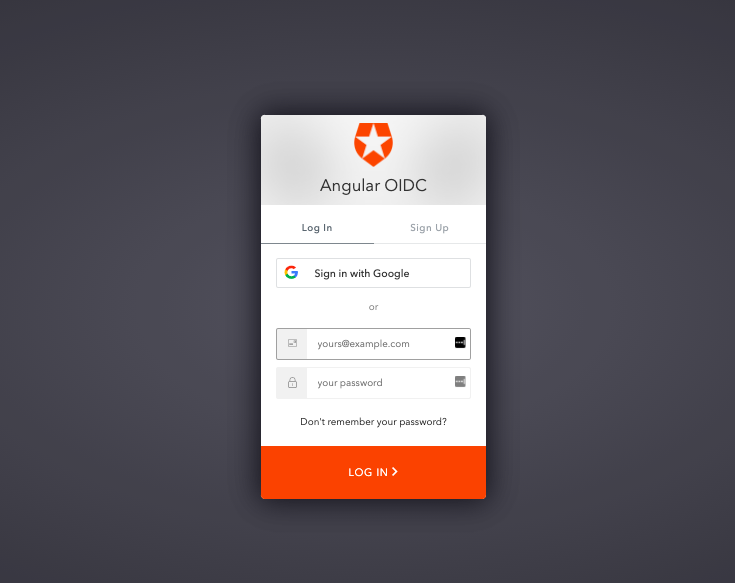 Angular OIDC
Log In
Sign Up
Sign in with Google
or
yours@example.com
your password
Don't remember your password?
LOG IN